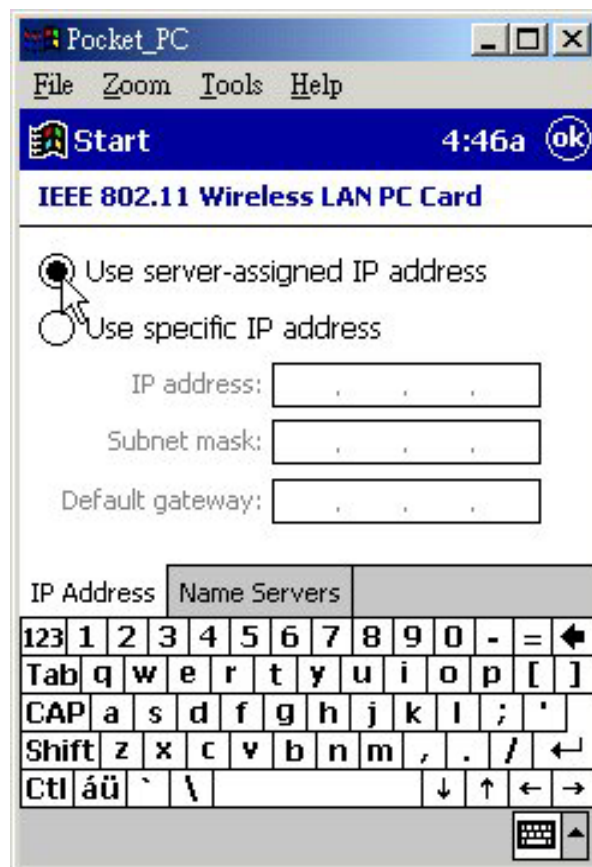 Pocket_PC
File Zoom Tools Help
Start 4:46a ok
IEEE 802.11 Wireless LAN PC Card
Use server-assigned IP address
Use specific IP address
IP address: . . .
Subnet mask: . . .
Default gateway: . . .
IP Address Name Servers
123 1 2 3 4 5 6 7 8 9 0 - =
Tab q w e r t y u i o p [ ]
CAP a s d f g h j k l ; '
Shift z x c v b n m , . /
Ctl áü ` \ ↓ ↑ ← →